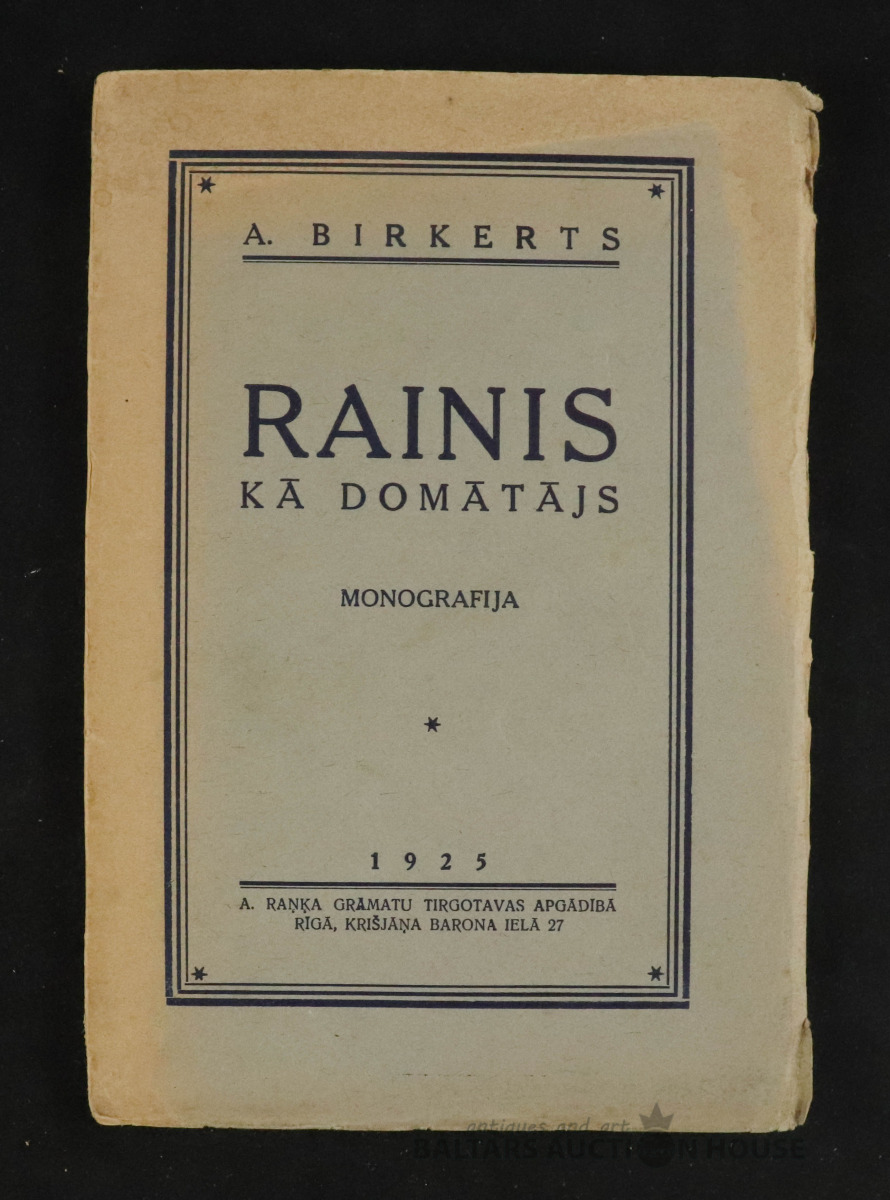 A. BIRKERTS
RAINIS
KĀ DOMĀTĀJS
MONOGRAFIJA
1925
A. RAŅĶA GRĀMATU TIRGOTAVAS APGĀDĪBĀ
RĪGĀ, KRIŠJĀŅA BARONA IELĀ 27
antiques and art
BALTARS AUCTION HOUSE